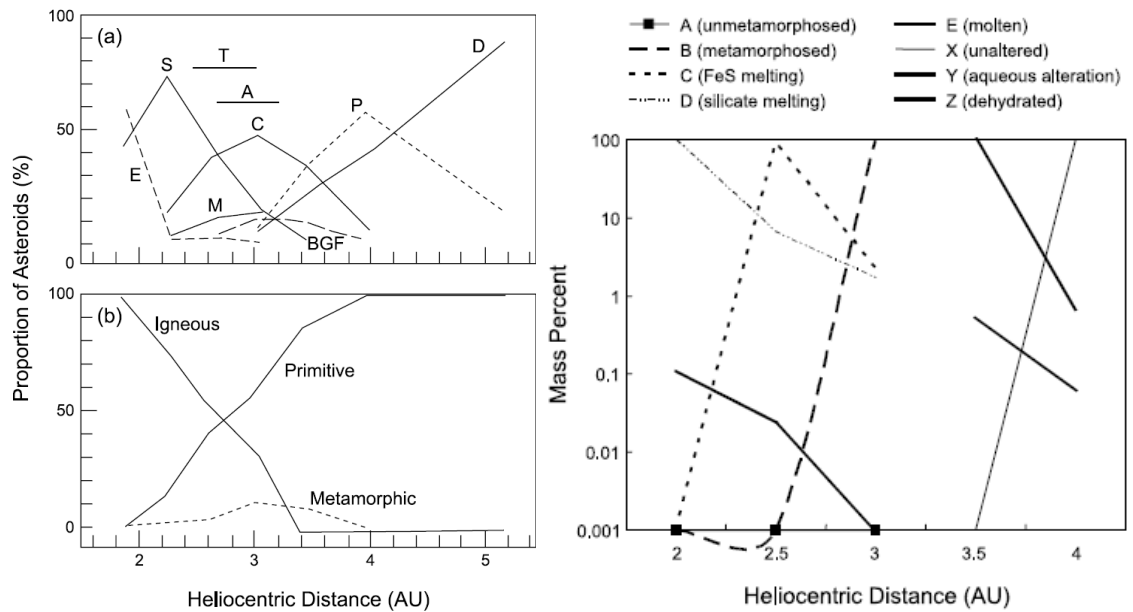 Proportion of Asteroids (%)
100
50
0
(a)
S
T
A
C
D
P
E
M
BGF
100
50
0
(b)
Igneous
Primitive
Metamorphic
2
3
4
5
Heliocentric Distance (AU)
A (unmetamorphosed)
B (metamorphosed)
C (FeS melting)
D (silicate melting)
E (molten)
X (unaltered)
Y (aqueous alteration)
Z (dehydrated)
Mass Percent
100
10
1
0.1
0.01
0.001
2
2.5
3
3.5
4
Heliocentric Distance (AU)